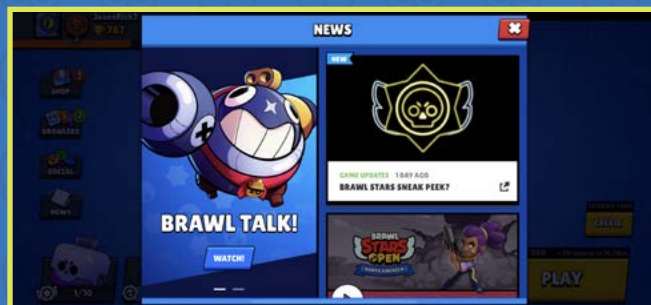 767
NEWS
SHOP
BRAWLERS
SOCIAL
NEWS
1/10
BRAWL TALK!
WATCH!
NEW
GAME UPDATES 1 DAY AGO
BRAWL STARS SNEAK PEEK?
BRAWL
STARS
OPEN
PLAY